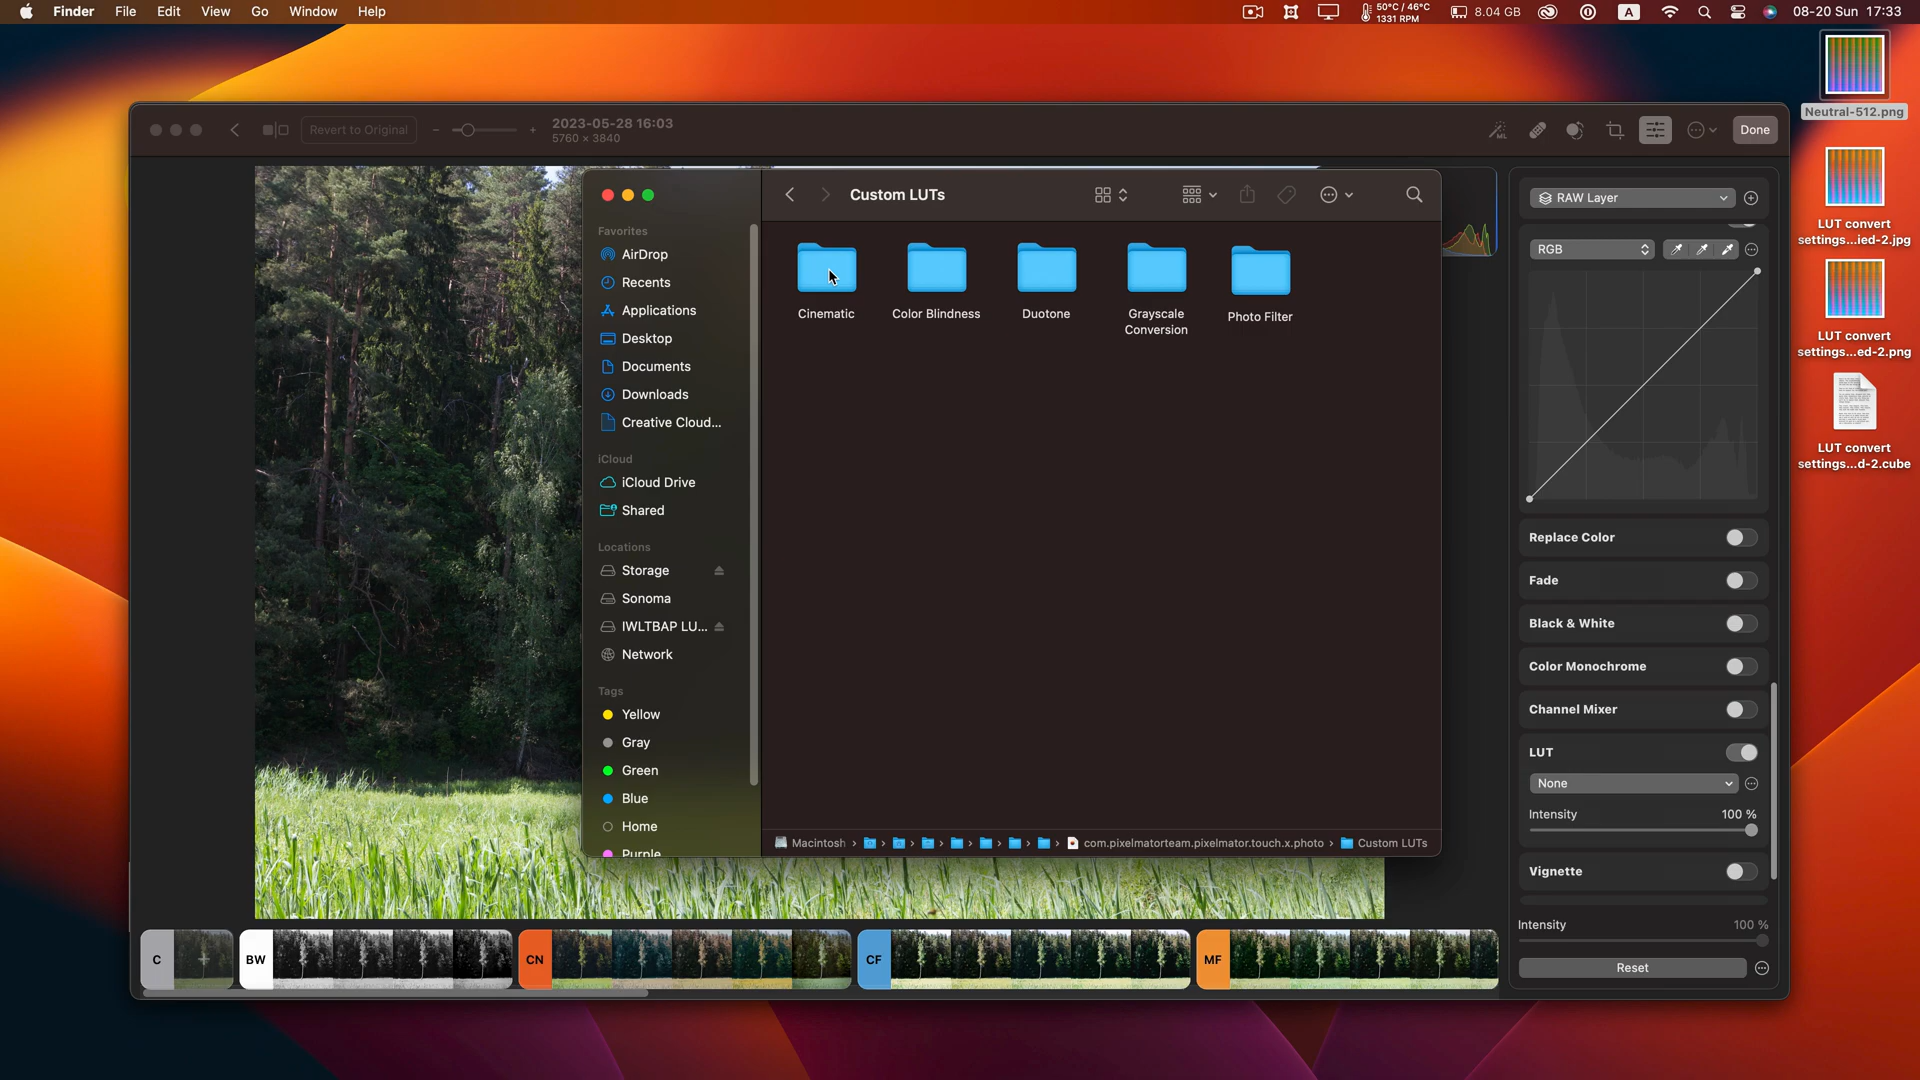 Finder File Edit View Go Window Help
50°C / 46°C
1331 RPM
8.04 GB
A
08-20 Sun 17:33
Neutral-512.png
LUT convert
settings...ied-2.jpg
LUT convert
settings...ed-2.png
LUT convert
settings...d-2.cube
Revert to Original
2023-05-28 16:03
5760 × 3840
ML
Done
Custom LUTs
Favorites
AirDrop
Recents
Applications
Desktop
Documents
Downloads
Creative Cloud...
iCloud
iCloud Drive
Shared
Locations
Storage
Sonoma
IWLTBAP LU...
Network
Tags
Yellow
Gray
Green
Blue
Home
Purple
Cinematic
Color Blindness
Duotone
Grayscale
Conversion
Photo Filter
Macintosh › › › › › › › › com.pixelmatorteam.pixelmator.touch.x.photo › Custom LUTs
RAW Layer
RGB
Replace Color
Fade
Black & White
Color Monochrome
Channel Mixer
LUT
None
Intensity 100 %
Vignette
Intensity 100 %
Reset
C
BW
CN
CF
MF